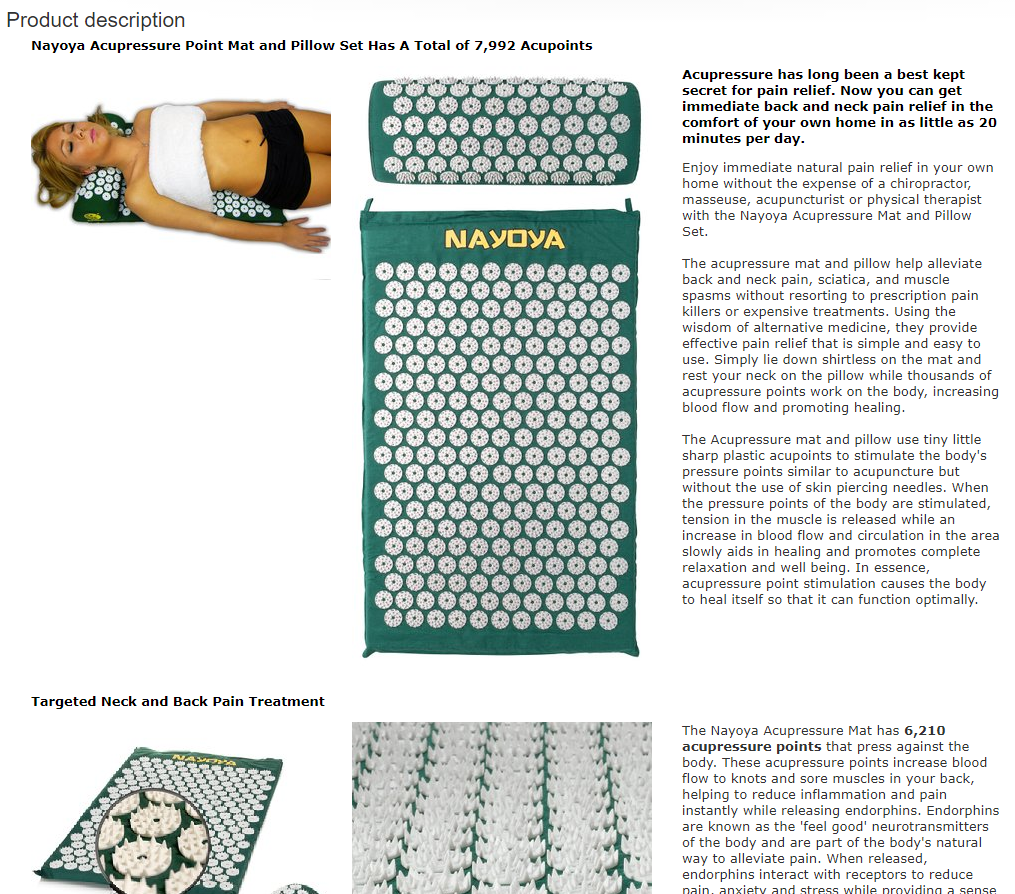 Product description
Nayoya Acupressure Point Mat and Pillow Set Has A Total of 7,992 Acupoints
Acupressure has long been a best kept
secret for pain relief. Now you can get
immediate back and neck pain relief in the
comfort of your own home in as little as 20
minutes per day.
Enjoy immediate natural pain relief in your own
home without the expense of a chiropractor,
masseuse, acupuncturist or physical therapist
with the Nayoya Acupressure Mat and Pillow
Set.
The acupressure mat and pillow help alleviate
back and neck pain, sciatica, and muscle
spasms without resorting to prescription pain
killers or expensive treatments. Using the
wisdom of alternative medicine, they provide
effective pain relief that is simple and easy to
use. Simply lie down shirtless on the mat and
rest your neck on the pillow while thousands of
acupressure points work on the body, increasing
blood flow and promoting healing.
The Acupressure mat and pillow use tiny little
sharp plastic acupoints to stimulate the body's
pressure points similar to acupuncture but
without the use of skin piercing needles. When
the pressure points of the body are stimulated,
tension in the muscle is released while an
increase in blood flow and circulation in the area
slowly aids in healing and promotes complete
relaxation and well being. In essence,
acupressure point stimulation causes the body
to heal itself so that it can function optimally.
NAYOYA
Targeted Neck and Back Pain Treatment
NAYOYA
The Nayoya Acupressure Mat has 6,210
acupressure points that press against the
body. These acupressure points increase blood
flow to knots and sore muscles in your back,
helping to reduce inflammation and pain
instantly while releasing endorphins. Endorphins
are known as the 'feel good' neurotransmitters
of the body and are part of the body's natural
way to alleviate pain. When released,
endorphins interact with receptors to reduce
pain, anxiety and stress while providing a sense